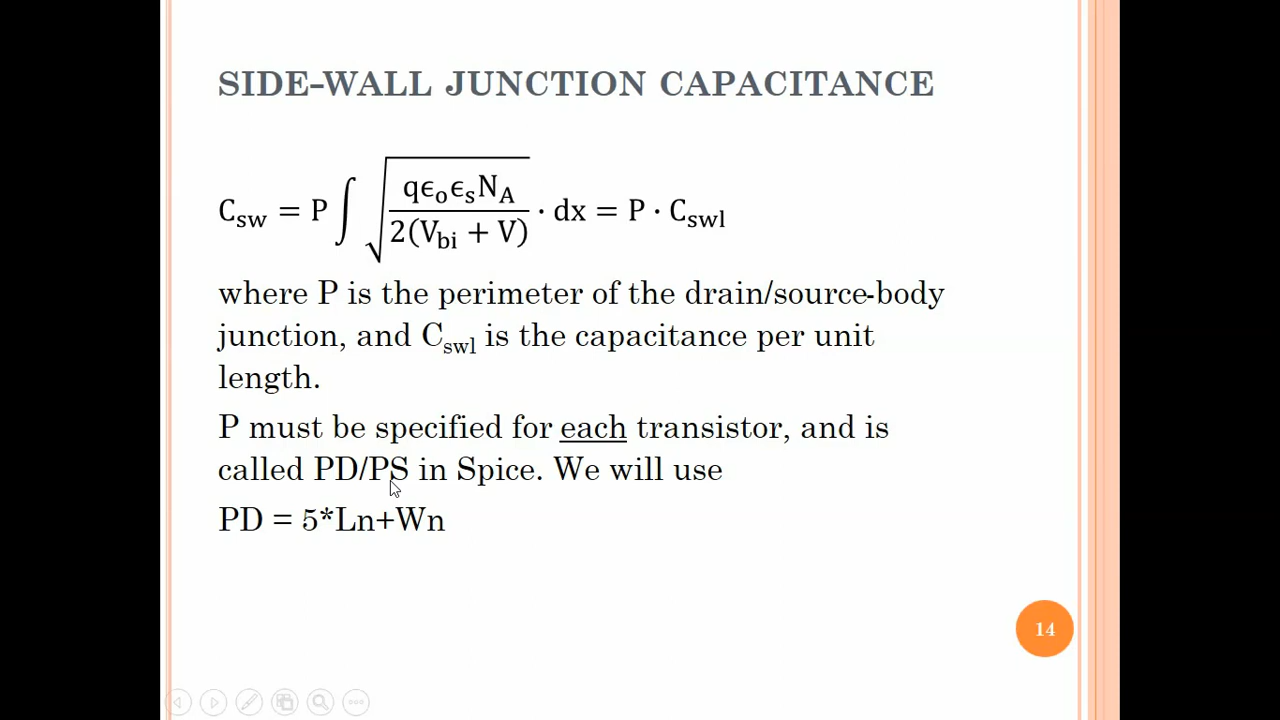 SIDE-WALL JUNCTION CAPACITANCE
C_sw = P ∫ √(qϵ_oϵ_sN_A / 2(V_bi + V)) · dx = P · C_swl
where P is the perimeter of the drain/source-body
junction, and C_swl is the capacitance per unit
length.
P must be specified for each transistor, and is
called PD/PS in Spice. We will use
PD = 5*Ln+Wn
14